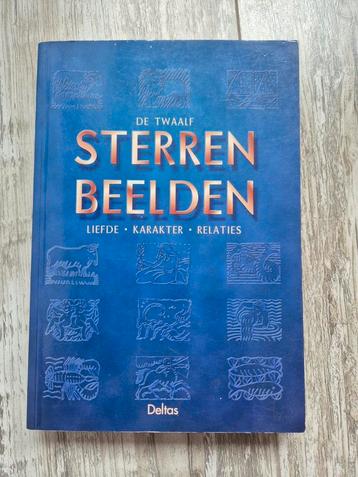 DE TWAALF
STERREN
BEELDEN
LIEFDE • KARAKTER • RELATIES
Deltas